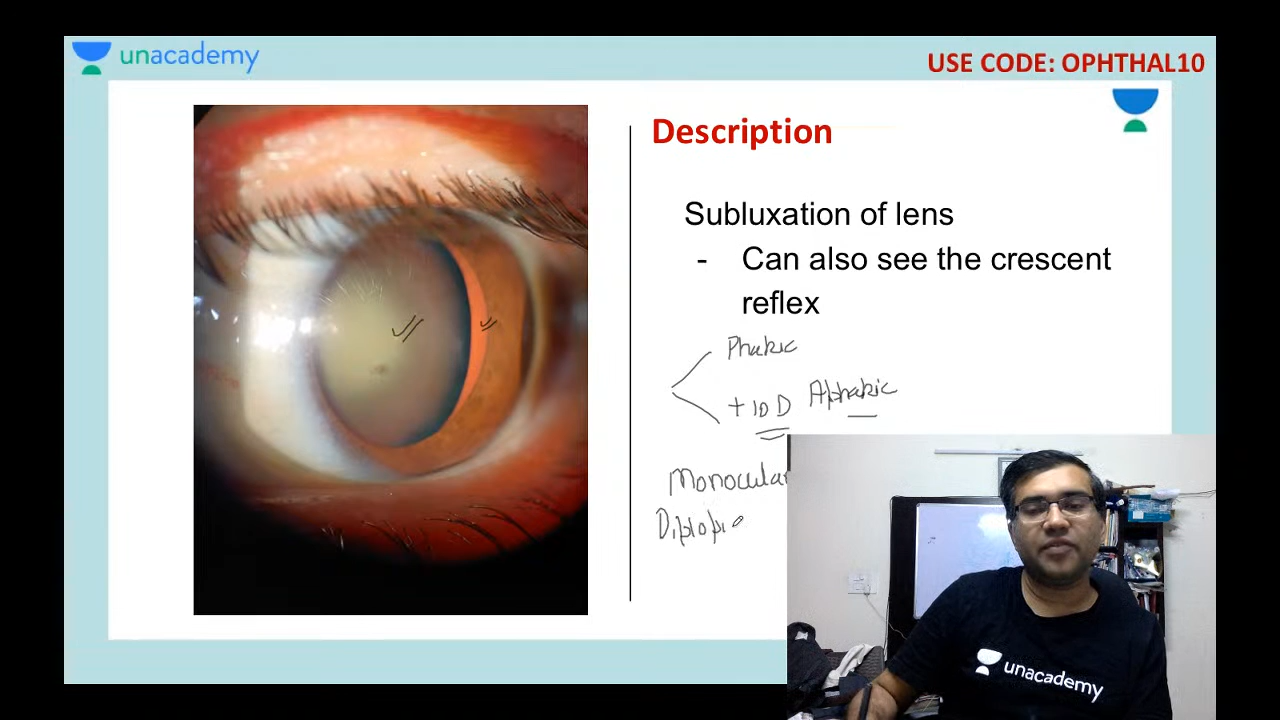 unacademy
USE CODE: OPHTHAL10
Description
Subluxation of lens
- Can also see the crescent
reflex
Phakic
+10 D Aphakic
Monocular
Diplopia
unacademy